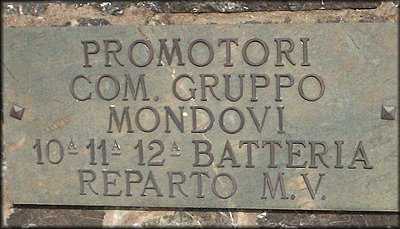 PROMOTORI
COM. GRUPPO
MONDOVI
10ᴬ 11ᴬ 12ᴬ BATTERIA
REPARTO M.V.